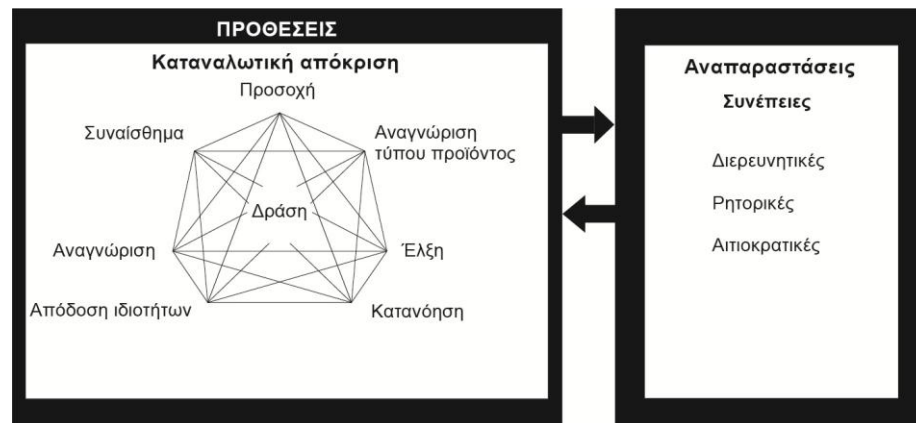 ΠΡΟΘΕΣΕΙΣ
Καταναλωτική απόκριση
Προσοχή
Συναίσθημα
Αναγνώριση
τύπου προϊόντος
Δράση
Αναγνώριση
Έλξη
Απόδοση ιδιοτήτων
Κατανόηση
Αναπαραστάσεις
Συνέπειες
Διερευνητικές
Ρητορικές
Αιτιοκρατικές